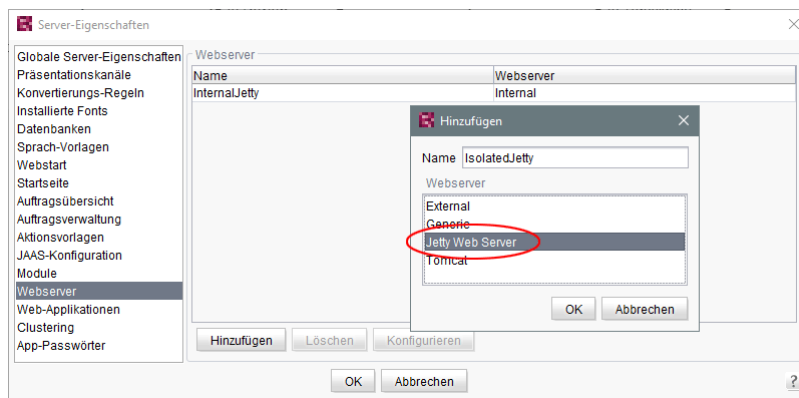 Server-Eigenschaften
Globale Server-Eigenschaften
Präsentationskanäle
Konvertierungs-Regeln
Installierte Fonts
Datenbanken
Sprach-Vorlagen
Webstart
Startseite
Auftragsübersicht
Auftragsverwaltung
Aktionsvorlagen
JAAS-Konfiguration
Module
Webserver
Web-Applikationen
Clustering
App-Passwörter
Webserver
Name Webserver
InternalJetty Internal
Hinzufügen
Name IsolatedJetty
Webserver
External
Generic
Jetty Web Server
Tomcat
OK Abbrechen
Hinzufügen Löschen Konfigurieren
OK Abbrechen ?